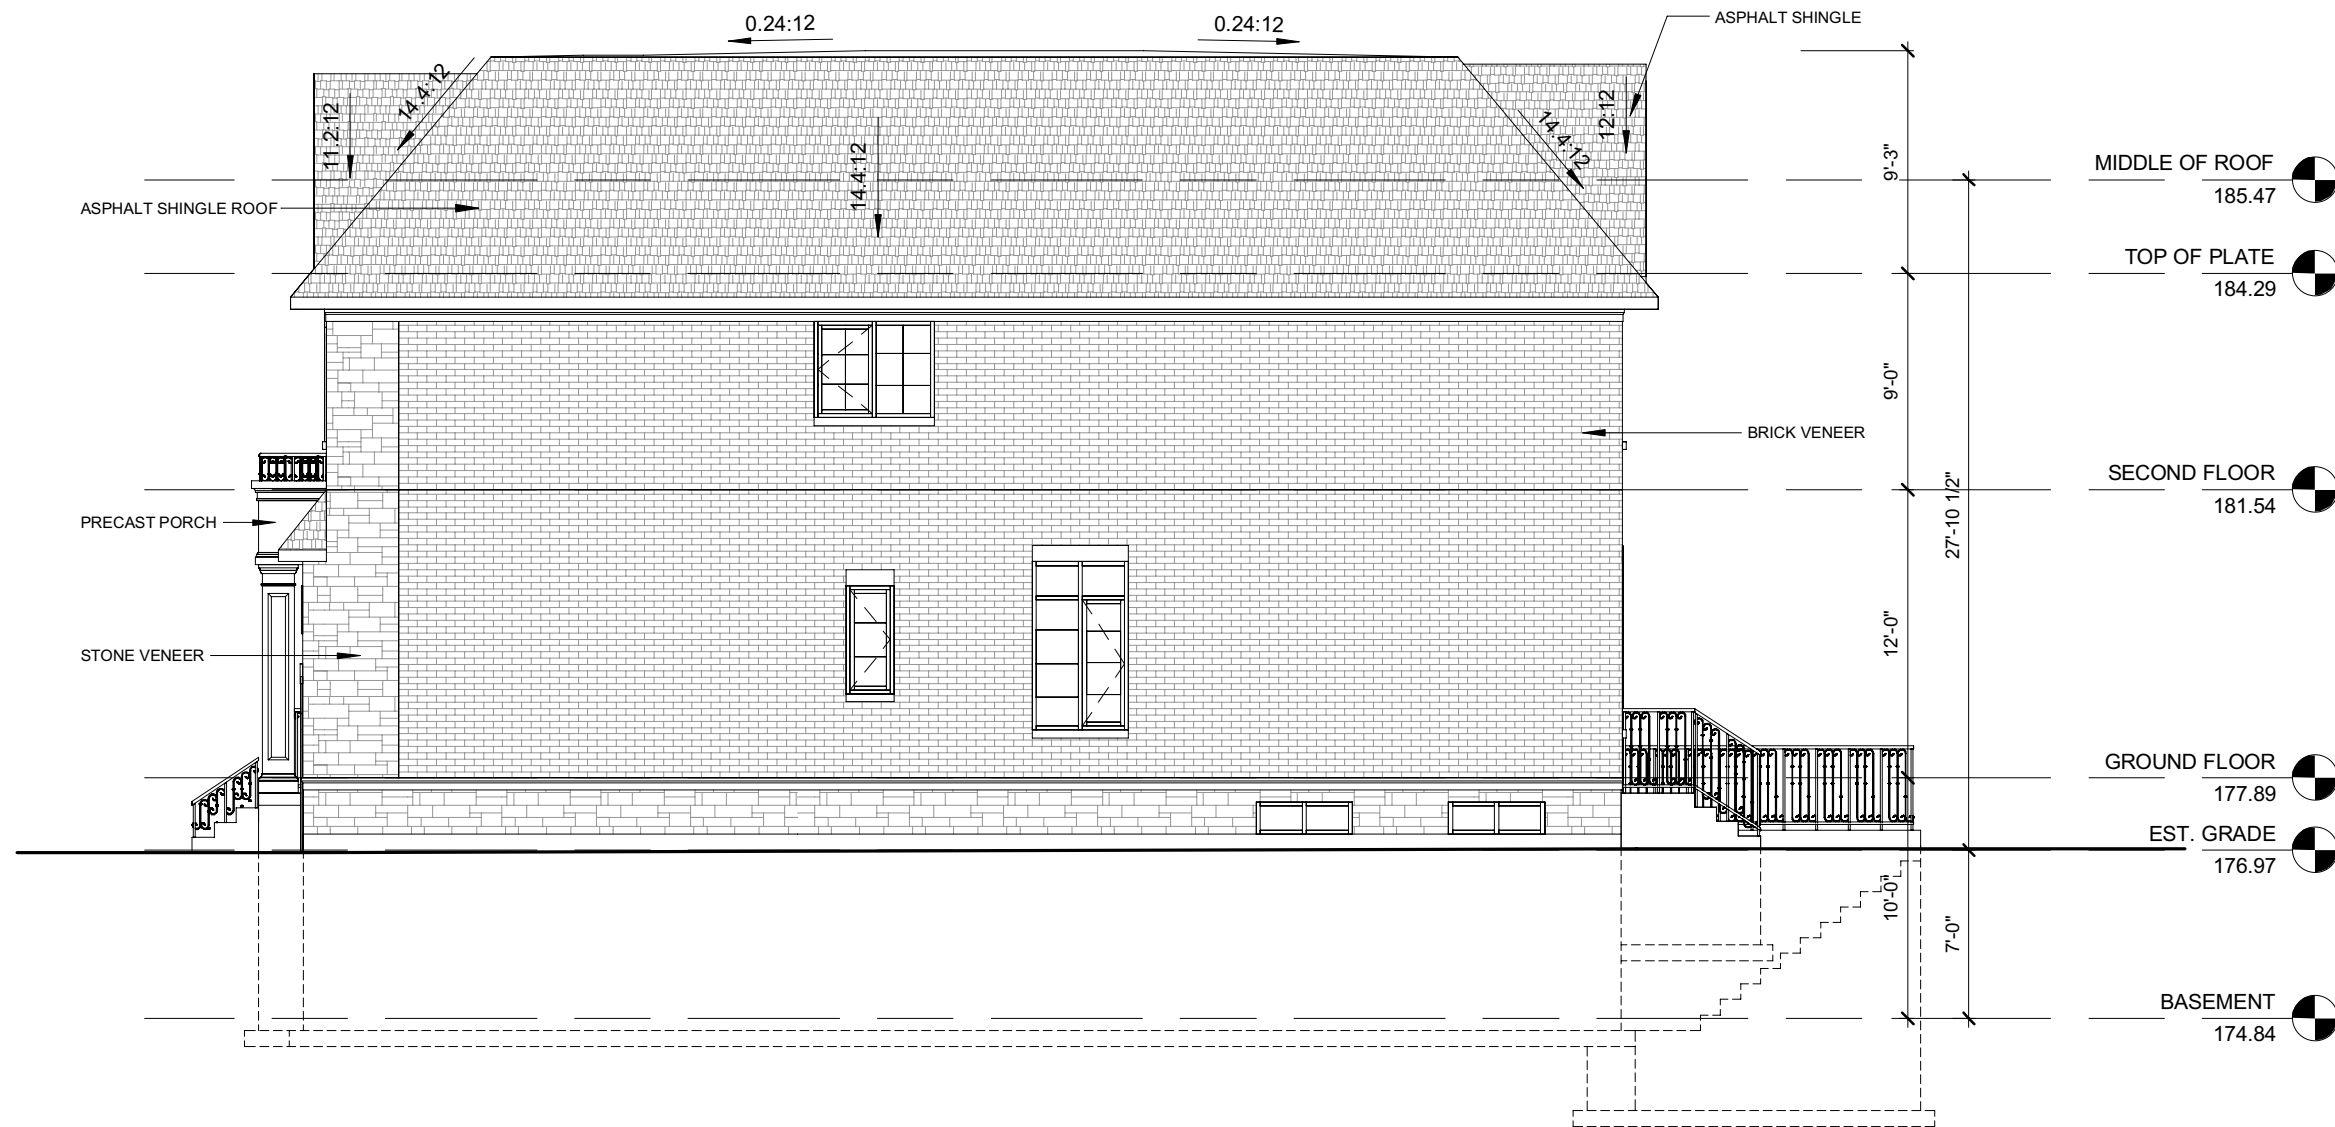 0.24:12
0.24:12
ASPHALT SHINGLE
14.4:12
11.2:12
14.4:12
14.4:12
12:12
9'-3"
MIDDLE OF ROOF
185.47
ASPHALT SHINGLE ROOF
TOP OF PLATE
184.29
9'-0"
BRICK VENEER
SECOND FLOOR
181.54
PRECAST PORCH
27'-10 1/2"
12'-0"
STONE VENEER
GROUND FLOOR
177.89
EST. GRADE
176.97
10'-0"
7'-0"
BASEMENT
174.84